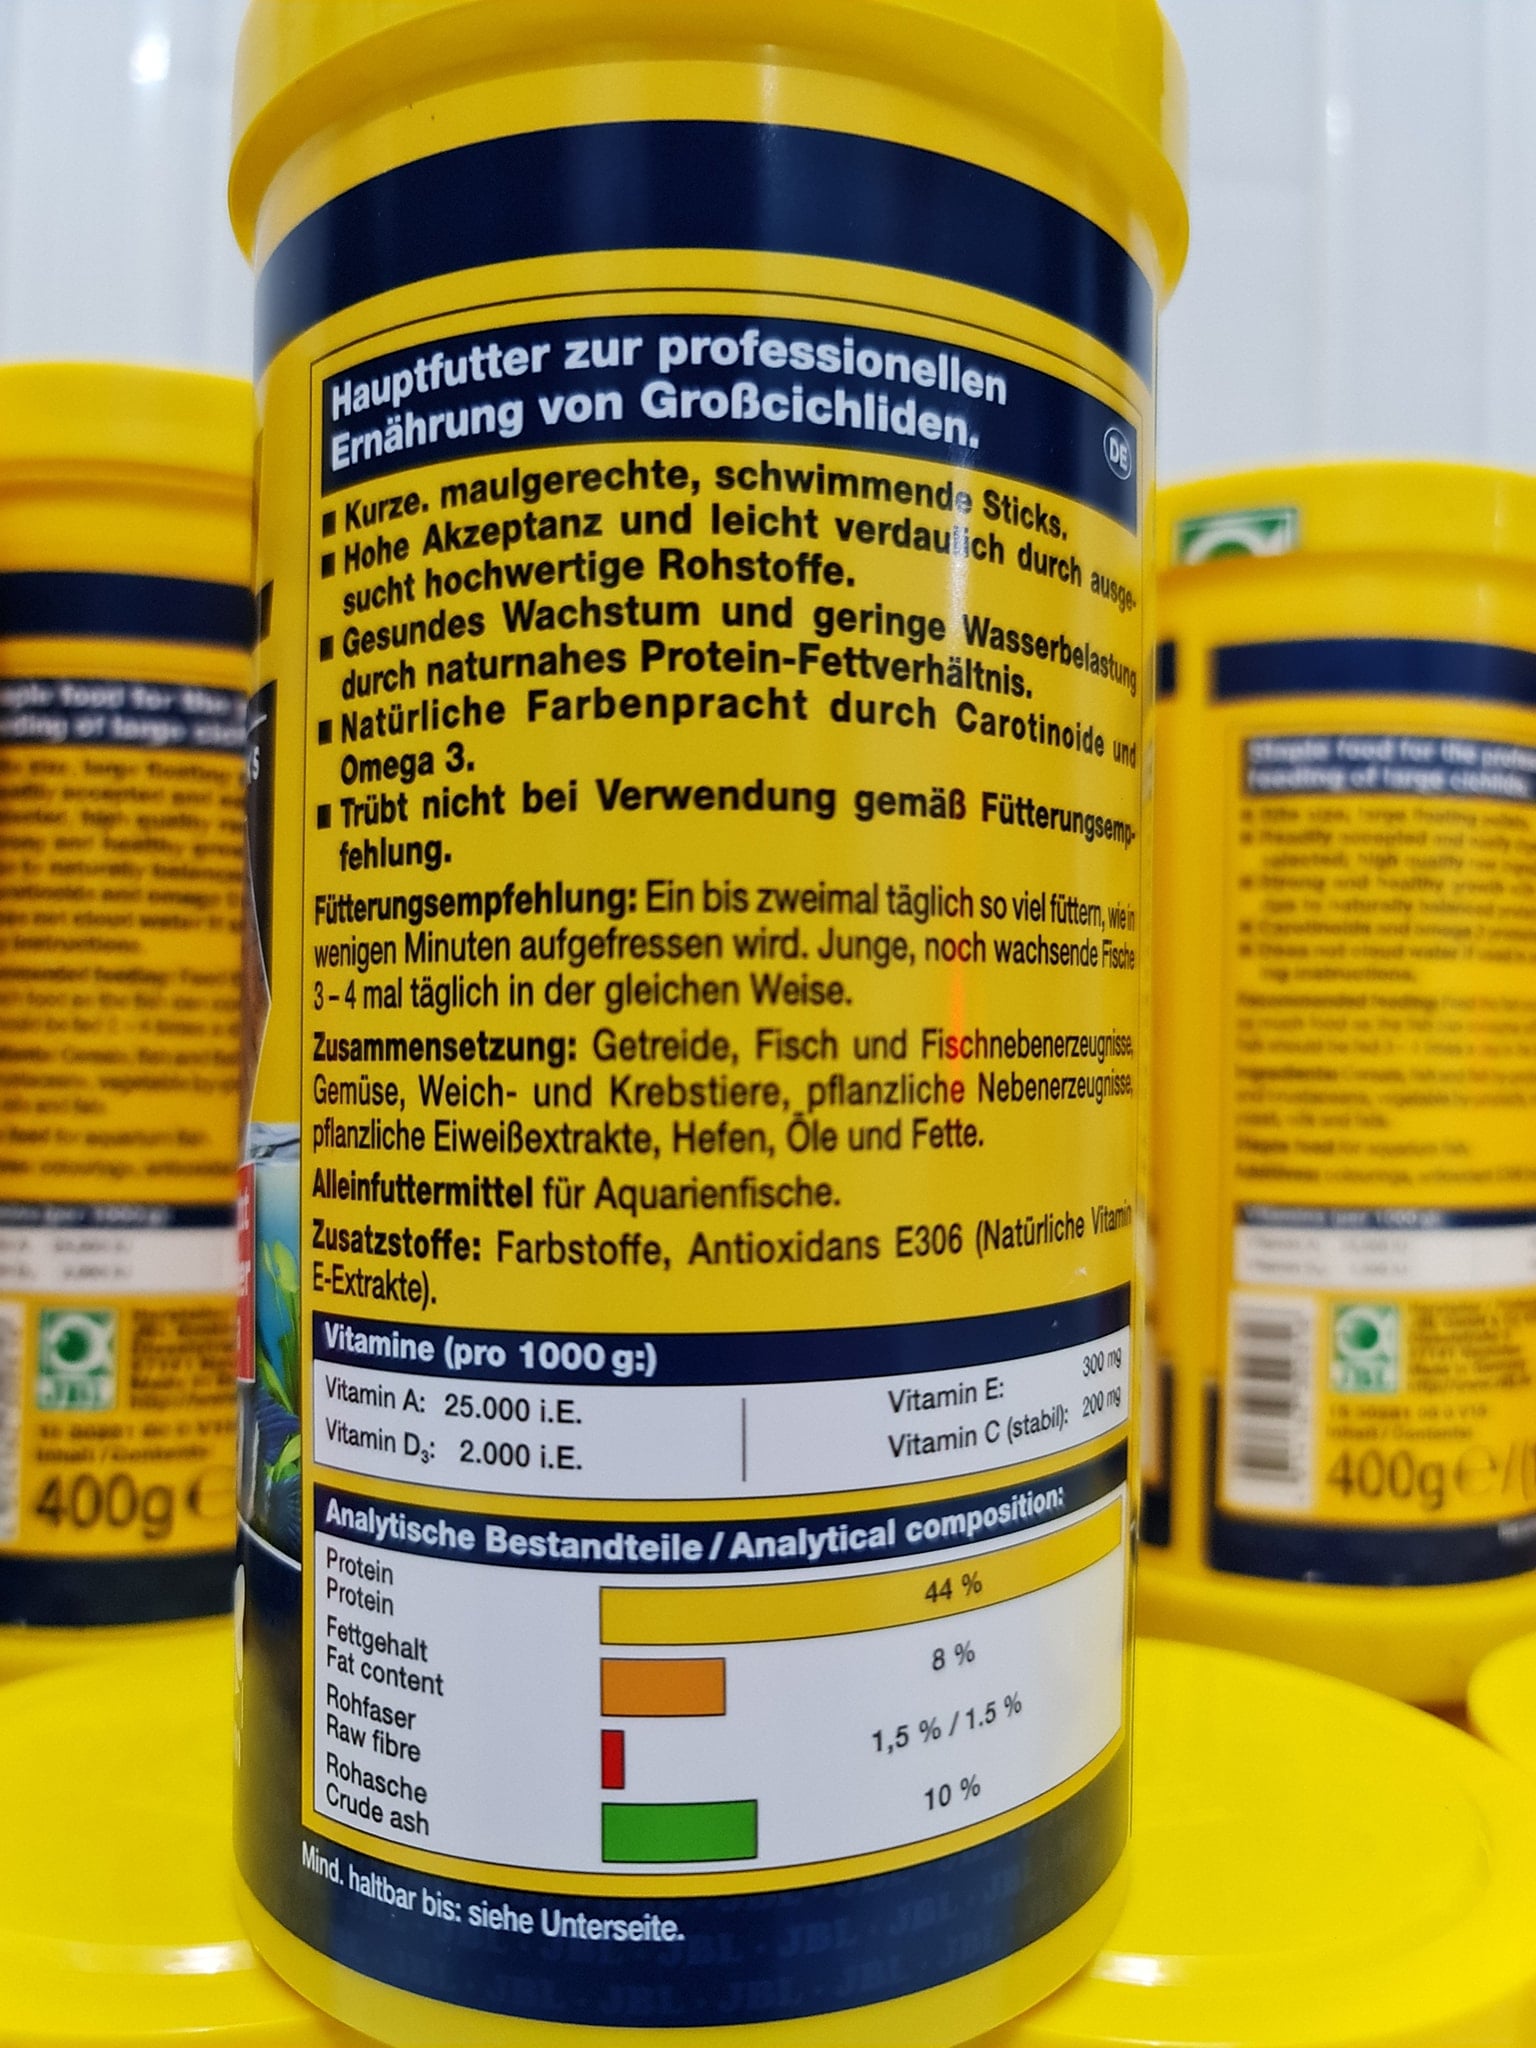 Hauptfutter zur professionellen
Ernährung von Großcichliden.
DE
■ Kurze. maulgerechte, schwimmende Sticks.
■ Hohe Akzeptanz und leicht verdaulich durch ausge-
sucht hochwertige Rohstoffe.
■ Gesundes Wachstum und geringe Wasserbelastung
durch naturnahes Protein-Fettverhältnis.
■ Natürliche Farbenpracht durch Carotinoide und
Omega 3.
■ Trübt nicht bei Verwendung gemäß Fütterungsemp-
fehlung.
Fütterungsempfehlung: Ein bis zweimal täglich so viel füttern, wie in
wenigen Minuten aufgefressen wird. Junge, noch wachsende Fische
3 – 4 mal täglich in der gleichen Weise.
Zusammensetzung: Getreide, Fisch und Fischnebenerzeugnisse,
Gemüse, Weich- und Krebstiere, pflanzliche Nebenerzeugnisse,
pflanzliche Eiweißextrakte, Hefen, Öle und Fette.
Alleinfuttermittel für Aquarienfische.
Zusatzstoffe: Farbstoffe, Antioxidans E306 (Natürliche Vitamin
E-Extrakte).
Vitamine (pro 1000 g:)
Vitamin A: 25.000 i.E. Vitamin E: 300 mg
Vitamin D3: 2.000 i.E. Vitamin C (stabil): 200 mg
Analytische Bestandteile / Analytical composition:
Protein
Protein 44 %
Fettgehalt
Fat content 8 %
Rohfaser
Raw fibre 1,5 % / 1.5 %
Rohasche
Crude ash 10 %
Mind. haltbar bis: siehe Unterseite.
JBL
400g e
JBL
400g e